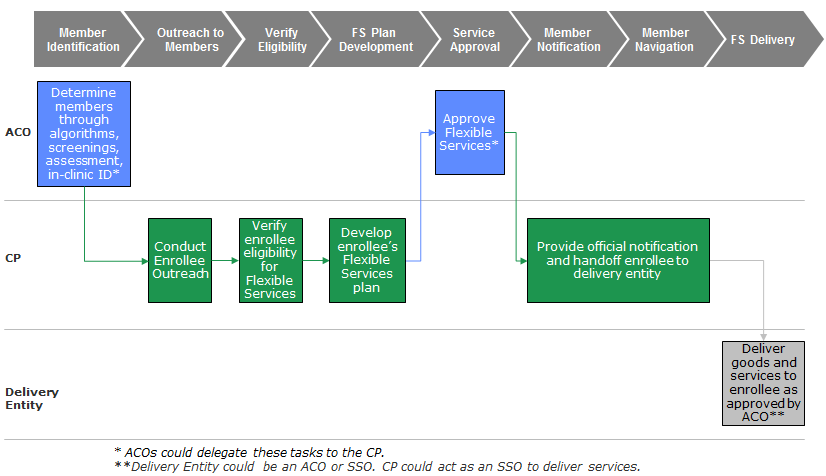 Member
Identification
Outreach to
Members
Verify
Eligibility
FS Plan
Development
Service
Approval
Member
Notification
Member
Navigation
FS Delivery
ACO
Determine
members
through
algorithms,
screenings,
assessment,
in-clinic ID*
Approve
Flexible
Services*
CP
Conduct
Enrollee
Outreach
Verify
enrollee
eligibility
for
Flexible
Services
Develop
enrollee’s
Flexible
Services
plan
Provide official notification
and handoff enrollee to
delivery entity
Delivery
Entity
Deliver
goods and
services to
enrollee as
approved by
ACO**
* ACOs could delegate these tasks to the CP.
**Delivery Entity could be an ACO or SSO. CP could act as an SSO to deliver services.